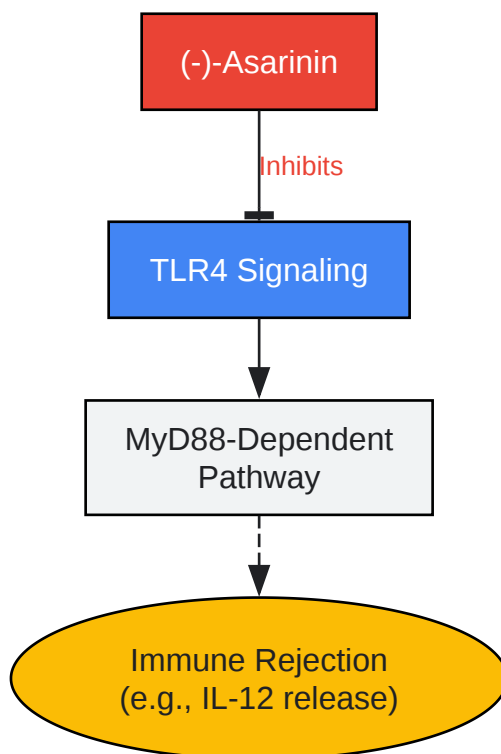 (-)-Asarinin
Inhibits
TLR4 Signaling
MyD88-Dependent
Pathway
Immune Rejection
(e.g., IL-12 release)